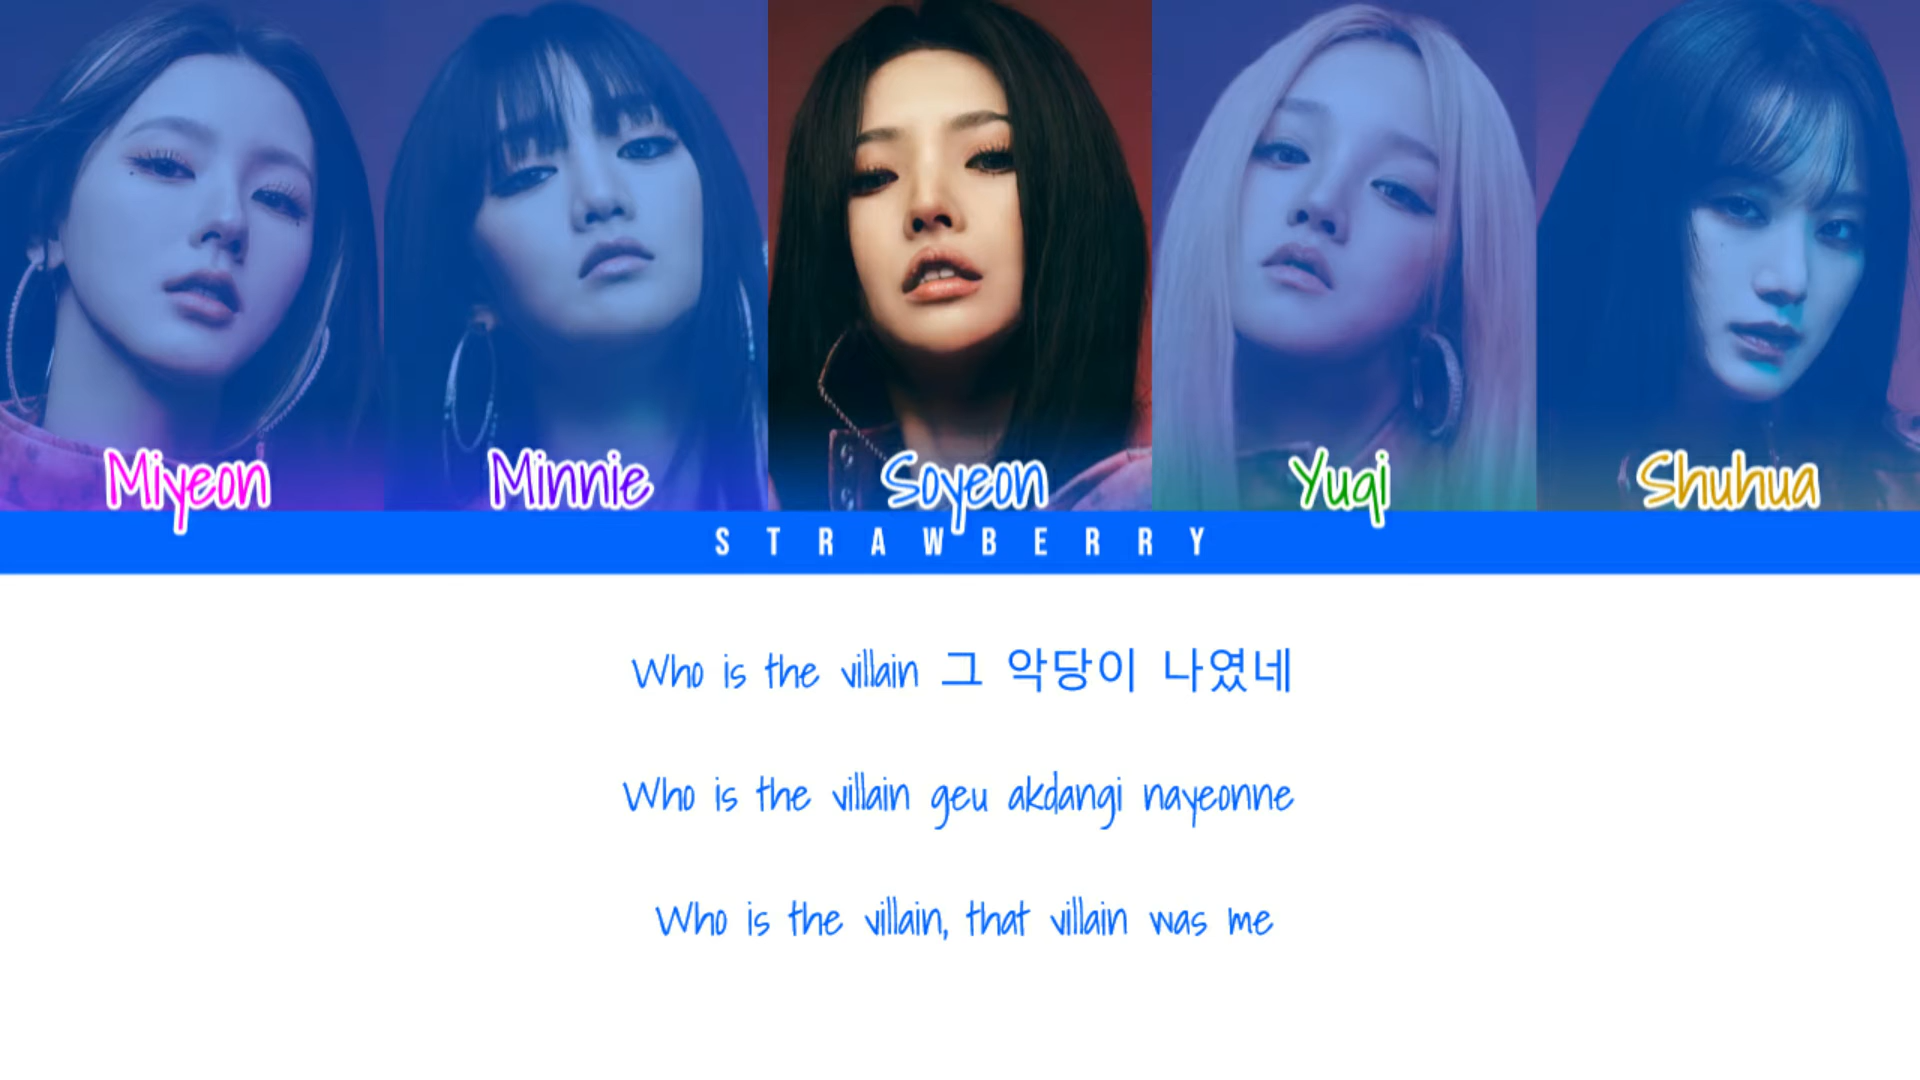 Miyeon
Minnie
Soyeon
Yuqi
Shuhua
STRAWBERRY
Who is the villain 그 악당이 나였네
Who is the villain geu akdangi nayeonne
Who is the villain, that villain was me